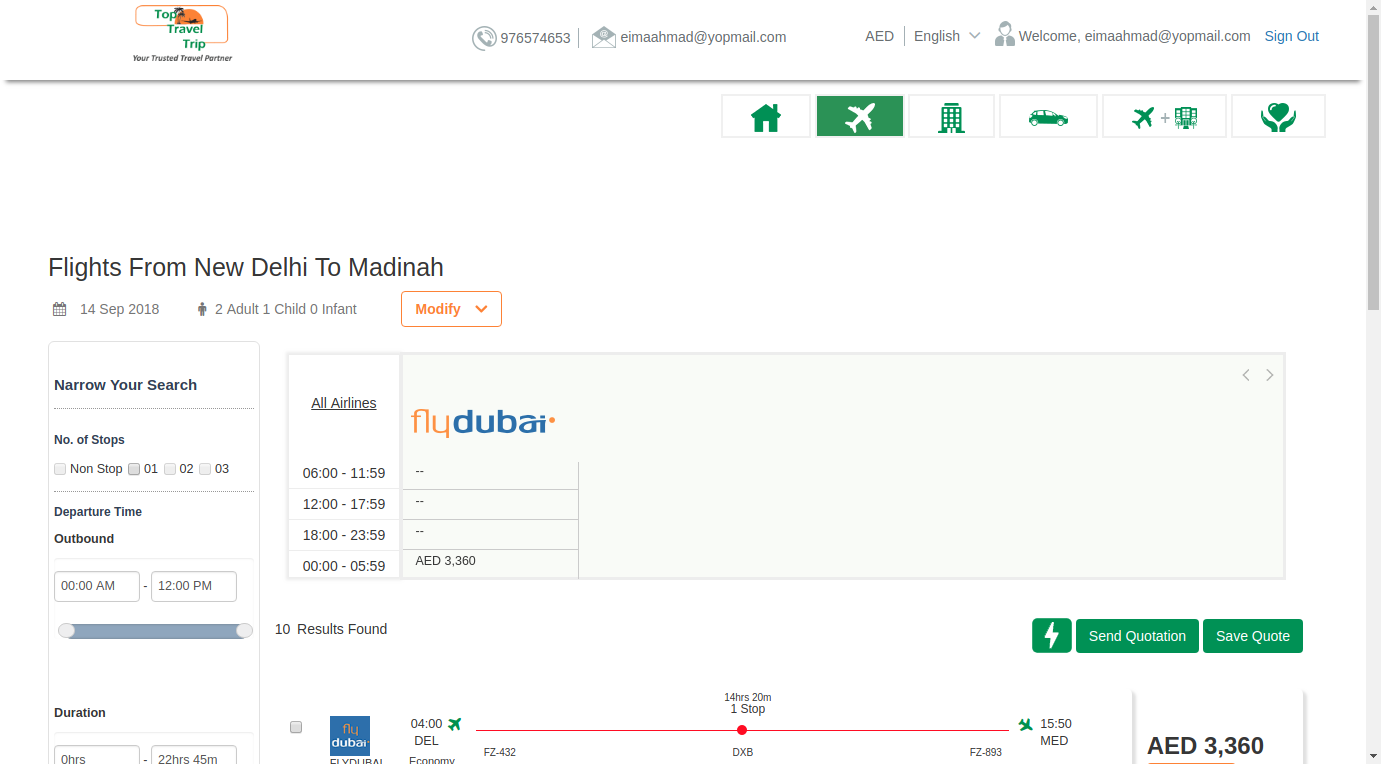 Top
Travel
Trip
Your Trusted Travel Partner
976574653
eimaahmad@yopmail.com
AED
English
Welcome, eimaahmad@yopmail.com
Sign Out
+
Flights From New Delhi To Madinah
14 Sep 2018
2 Adult 1 Child 0 Infant
Modify
Narrow Your Search
No. of Stops
Non Stop 01 02 03
Departure Time
Outbound
00:00 AM - 12:00 PM
Duration
0hrs - 22hrs 45m
All Airlines
flydubai
06:00 - 11:59 --
12:00 - 17:59 --
18:00 - 23:59 --
00:00 - 05:59 AED 3,360
10 Results Found
Send Quotation
Save Quote
fly
dubai
FLYDUBAI
04:00
DEL
Economy
14hrs 20m
1 Stop
FZ-432 DXB FZ-893
15:50
MED
AED 3,360